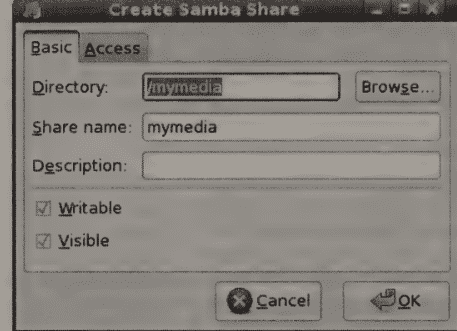 Create Samba Share
Basic Access
Directory: /mymedia Browse...
Share name: mymedia
Description:
Writable
Visible
Cancel OK